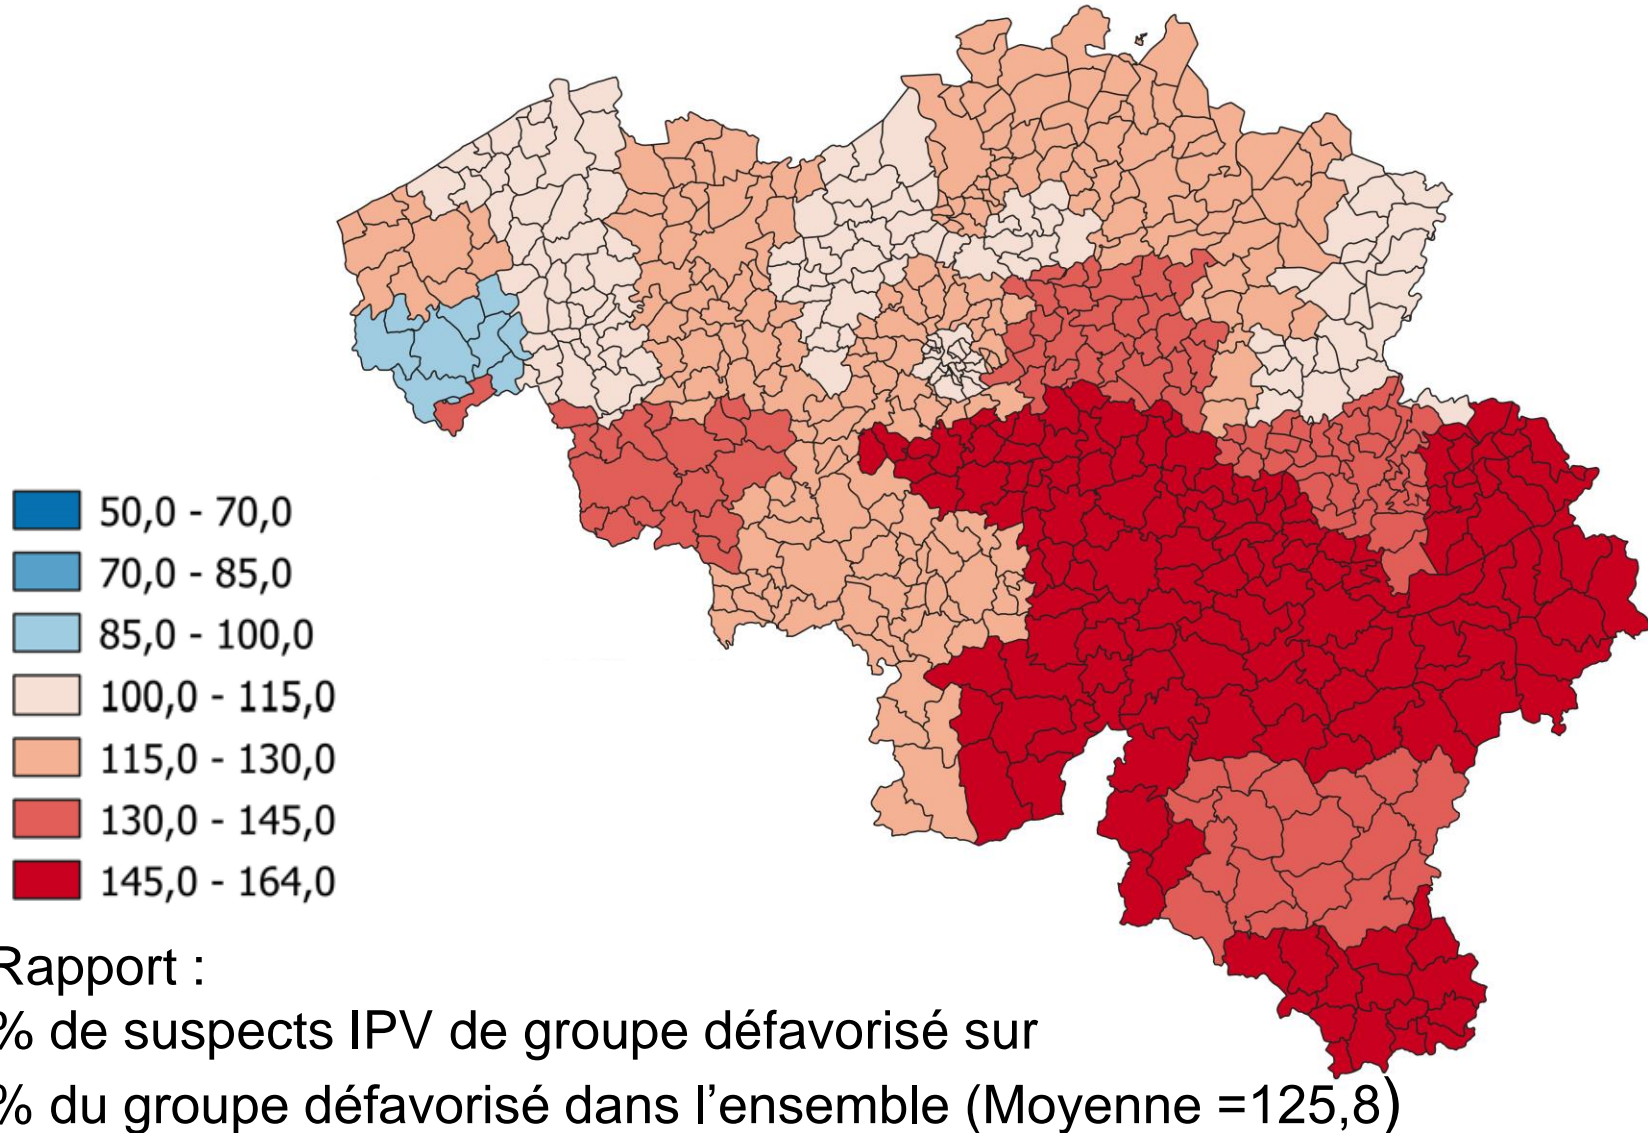 50,0 - 70,0
70,0 - 85,0
85,0 - 100,0
100,0 - 115,0
115,0 - 130,0
130,0 - 145,0
145,0 - 164,0
Rapport :
% de suspects IPV de groupe défavorisé sur
% du groupe défavorisé dans l’ensemble (Moyenne =125,8)